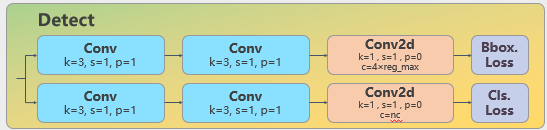 Detect
Conv
k=3, s=1, p=1
Conv
k=3, s=1, p=1
Conv2d
k=1 , s=1 , p=0
c=4×reg_max
Bbox.
Loss
Conv
k=3, s=1, p=1
Conv
k=3, s=1, p=1
Conv2d
k=1 , s=1 , p=0
c=nc
Cls.
Loss